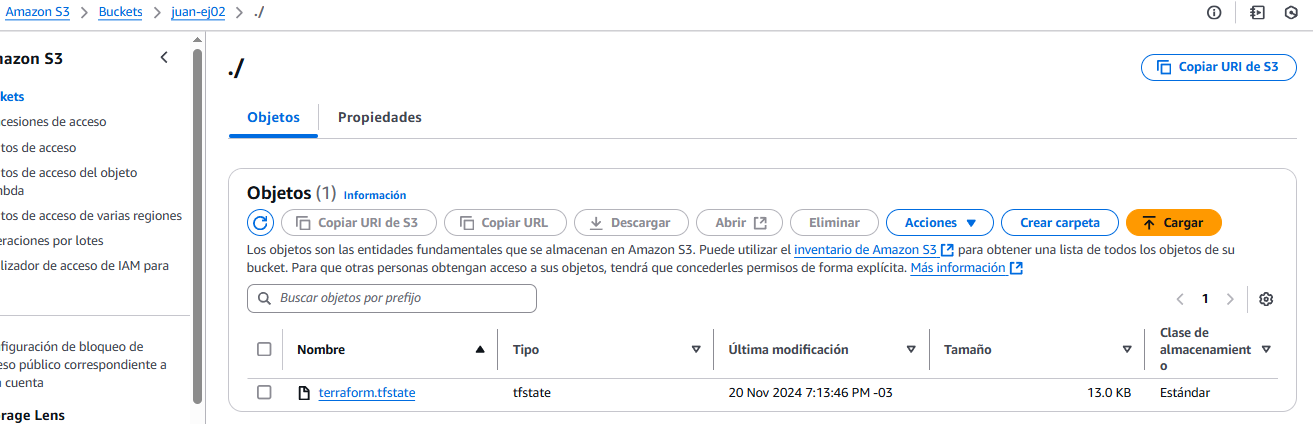 Amazon S3 > Buckets > juan-ej02 > ./
mazon S3
kets
cesiones de acceso
tos de acceso
tos de acceso del objeto
mbda
tos de acceso de varias regiones
eraciones por lotes
alizador de acceso de IAM para
nfiguración de bloqueo de
eso público correspondiente a
a cuenta
rage Lens
./
Copiar URI de S3
Objetos
Propiedades
Objetos (1) Información
Copiar URI de S3
Copiar URL
Descargar
Abrir
Eliminar
Acciones
Crear carpeta
Cargar
Los objetos son las entidades fundamentales que se almacenan en Amazon S3. Puede utilizar el inventario de Amazon S3 para obtener una lista de todos los objetos de su
bucket. Para que otras personas obtengan acceso a sus objetos, tendrá que concederles permisos de forma explícita. Más información
Buscar objetos por prefijo
1
Nombre
Tipo
Última modificación
Tamaño
Clase de
almacenamient
o
terraform.tfstate
tfstate
20 Nov 2024 7:13:46 PM -03
13.0 KB
Estándar